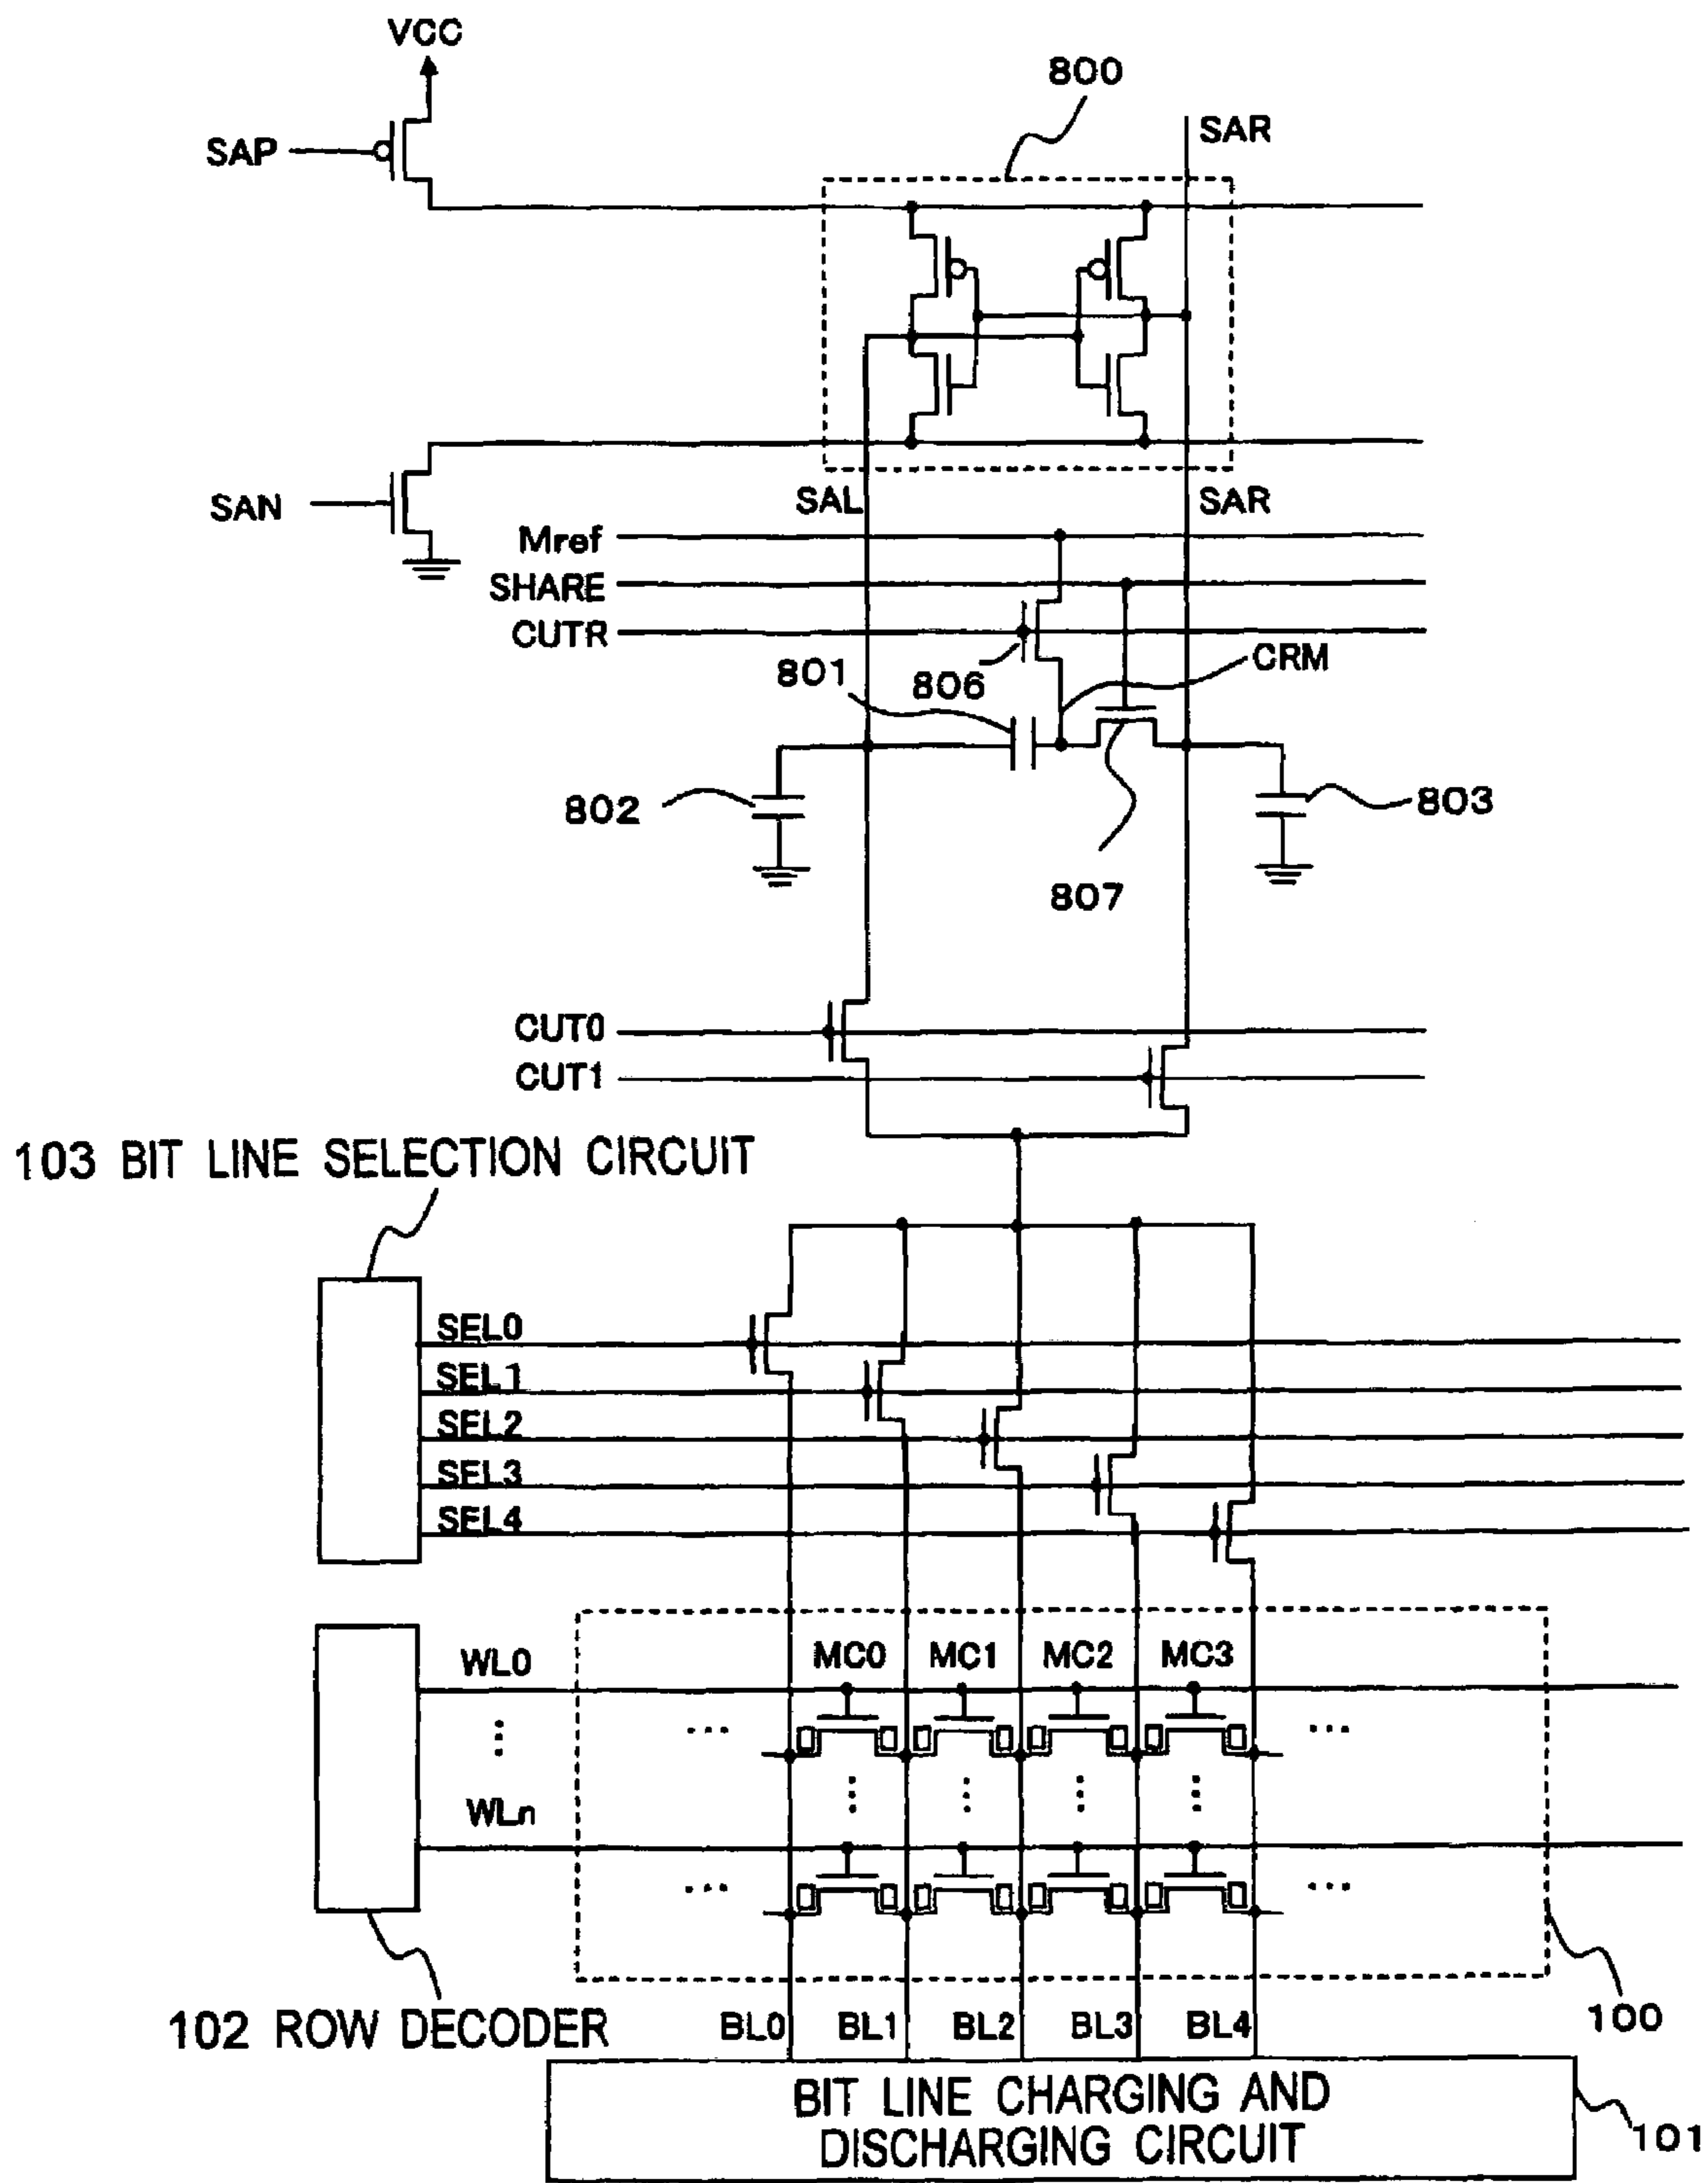 VCC
800
SAP
SAR
SAN
SAL
SAR
Mref
SHARE
CUTR
801
806
CRM
802
803
807
CUT0
CUT1
103 BIT LINE SELECTION CIRCUIT
SEL0
SEL1
SEL2
SEL3
SEL4
WL0
MC0
MC1
MC2
MC3
WLn
102 ROW DECODER
BL0
BL1
BL2
BL3
BL4
100
BIT LINE CHARGING AND
DISCHARGING CIRCUIT
101